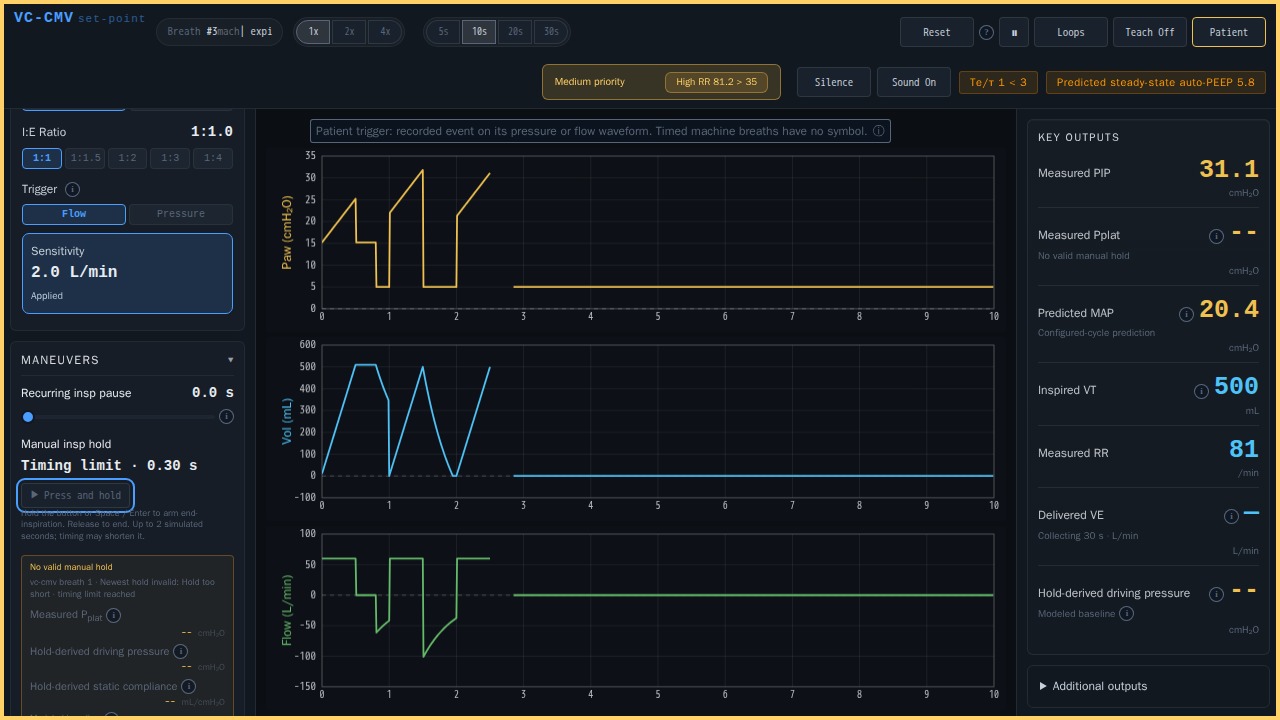 VC-CMV set-point
Breath #3 mach expi
1x 2x 4x
5s 10s 20s 30s
Reset ? Loops Teach Off Patient
Medium priority High RR 81.2 > 35
Silence Sound On Te/τ 1 < 3 Predicted steady-state auto-PEEP 5.8
I:E Ratio 1:1.0
1:1 1:1.5 1:2 1:3 1:4
Trigger i
Flow Pressure
Sensitivity
2.0 L/min
Applied
MANEUVERS
Recurring insp pause 0.0 s
i
Manual insp hold
Timing limit · 0.30 s
Press and hold
Hold the button or Space / Enter to arm end-
inspiration. Release to end. Up to 2 simulated
seconds; timing may shorten it.
No valid manual hold
vc-cmv breath 1 · Newest hold invalid: Hold too
short · timing limit reached
Measured Pplat i
-- cmH₂O
Hold-derived driving pressure i
-- cmH₂O
Hold-derived static compliance i
-- mL/cmH₂O
Patient trigger: recorded event on its pressure or flow waveform. Timed machine breaths have no symbol. ⓘ
Paw (cmH₂O)
35
30
25
20
15
10
5
0
0 1 2 3 4 5 6 7 8 9 10
Vol (mL)
600
500
400
300
200
100
0
-100
0 1 2 3 4 5 6 7 8 9 10
Flow (L/min)
100
50
0
-50
-100
-150
0 1 2 3 4 5 6 7 8 9 10
KEY OUTPUTS
Measured PIP 31.1
cmH₂O
Measured Pplat i --
No valid manual hold
cmH₂O
Predicted MAP i 20.4
Configured-cycle prediction
cmH₂O
Inspired VT i 500
mL
Measured RR 81
/min
Delivered VE i —
Collecting 30 s · L/min
L/min
Hold-derived driving pressure i --
Modeled baseline i
cmH₂O
Additional outputs